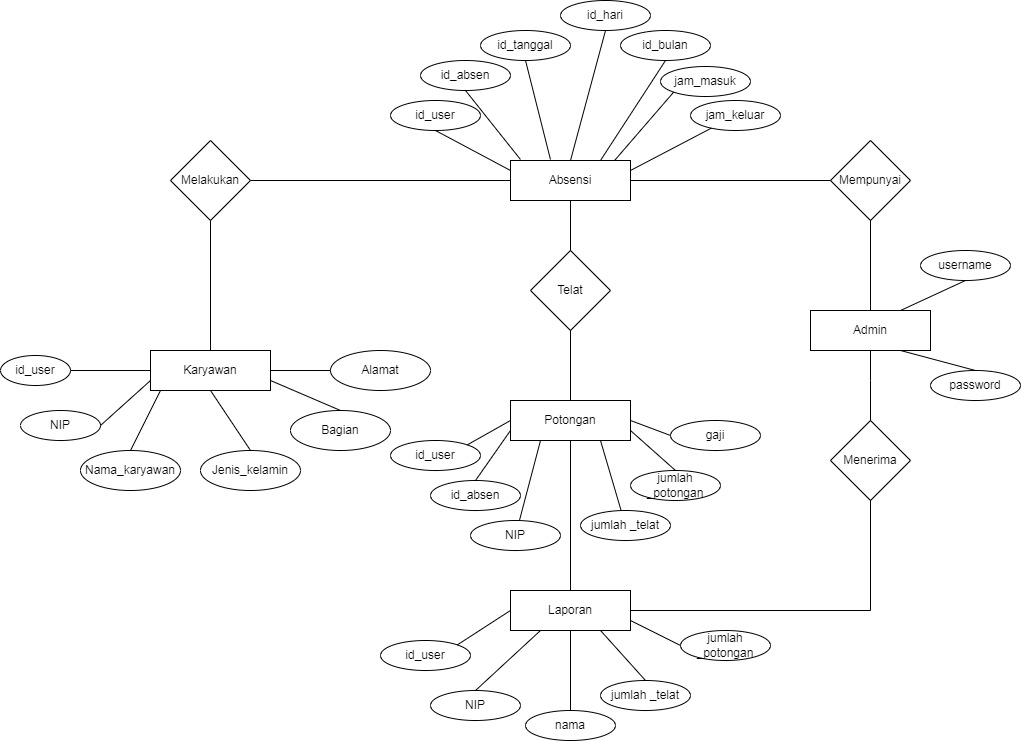 id_hari
id_tanggal
id_bulan
id_absen
jam_masuk
id_user
jam_keluar
Melakukan
Absensi
Mempunyai
username
Telat
Admin
id_user
Karyawan
Alamat
password
NIP
Bagian
Potongan
gaji
Nama_karyawan
Jenis_kelamin
id_user
Menerima
id_absen
jumlah
_potongan
NIP
jumlah _telat
Laporan
id_user
jumlah
_potongan
NIP
jumlah _telat
nama